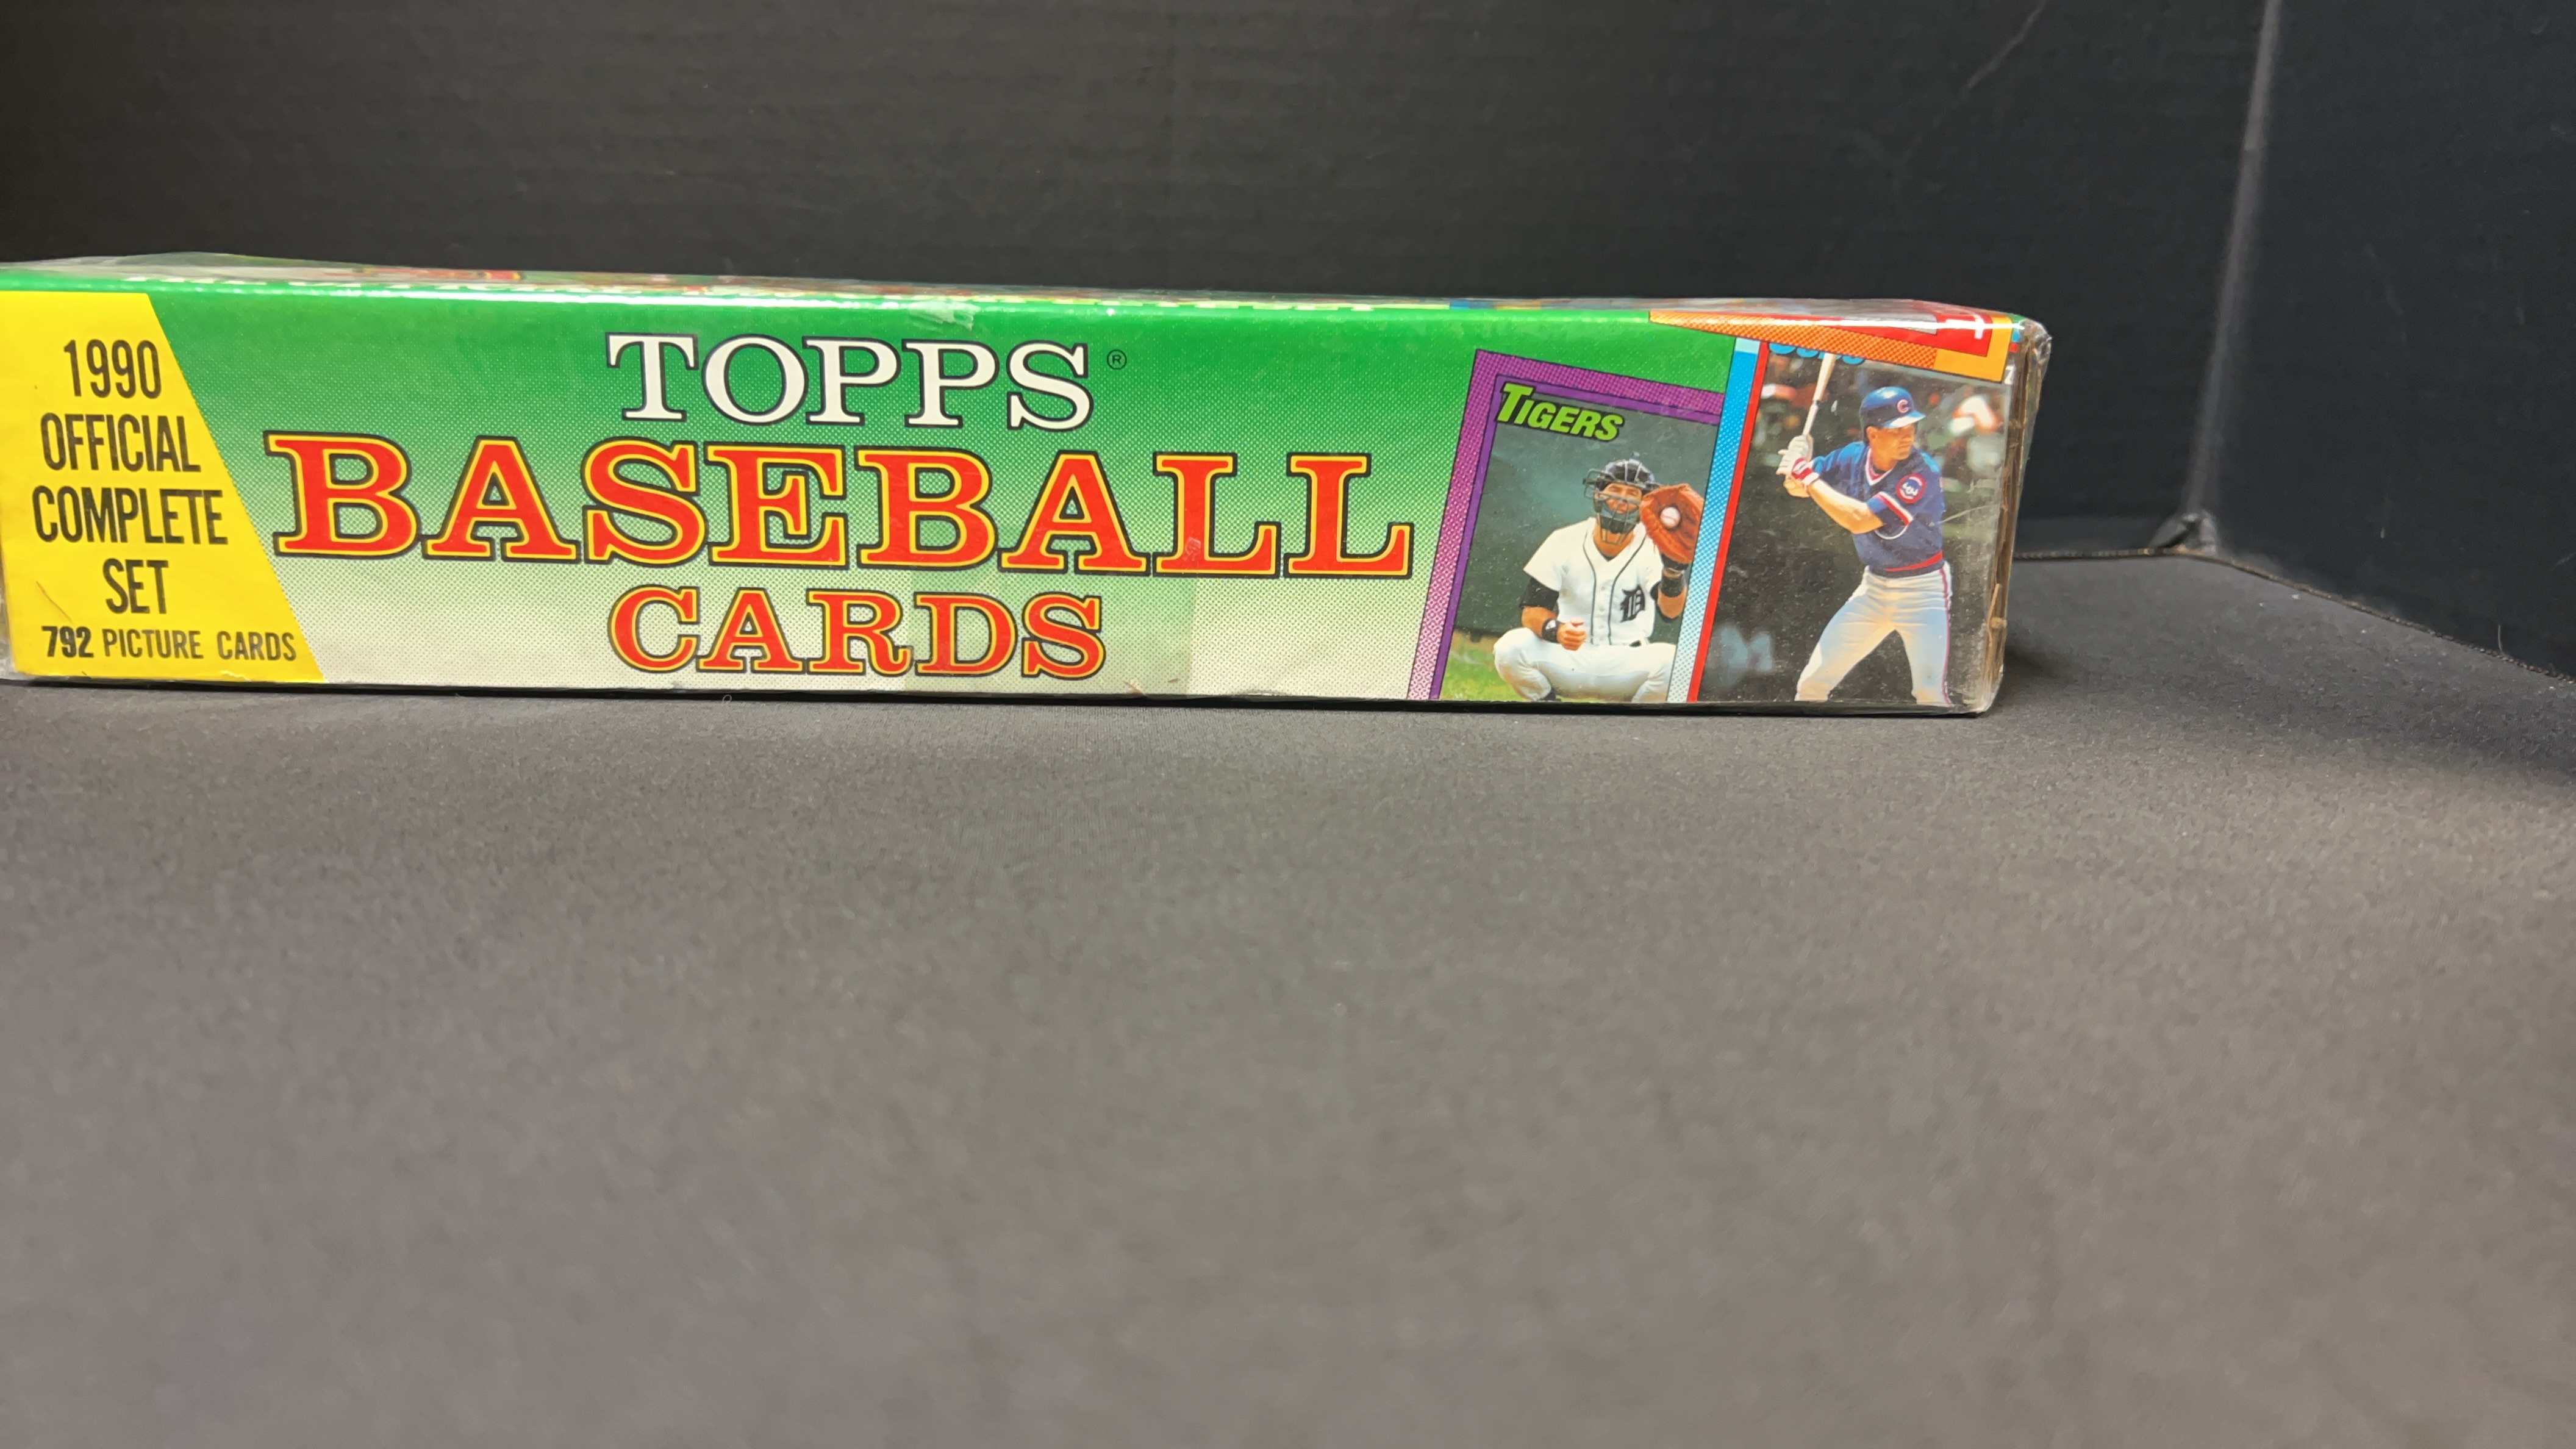 1990
OFFICIAL
COMPLETE
SET
792 PICTURE CARDS
TOPPS®
BASEBALL
CARDS
TIGERS